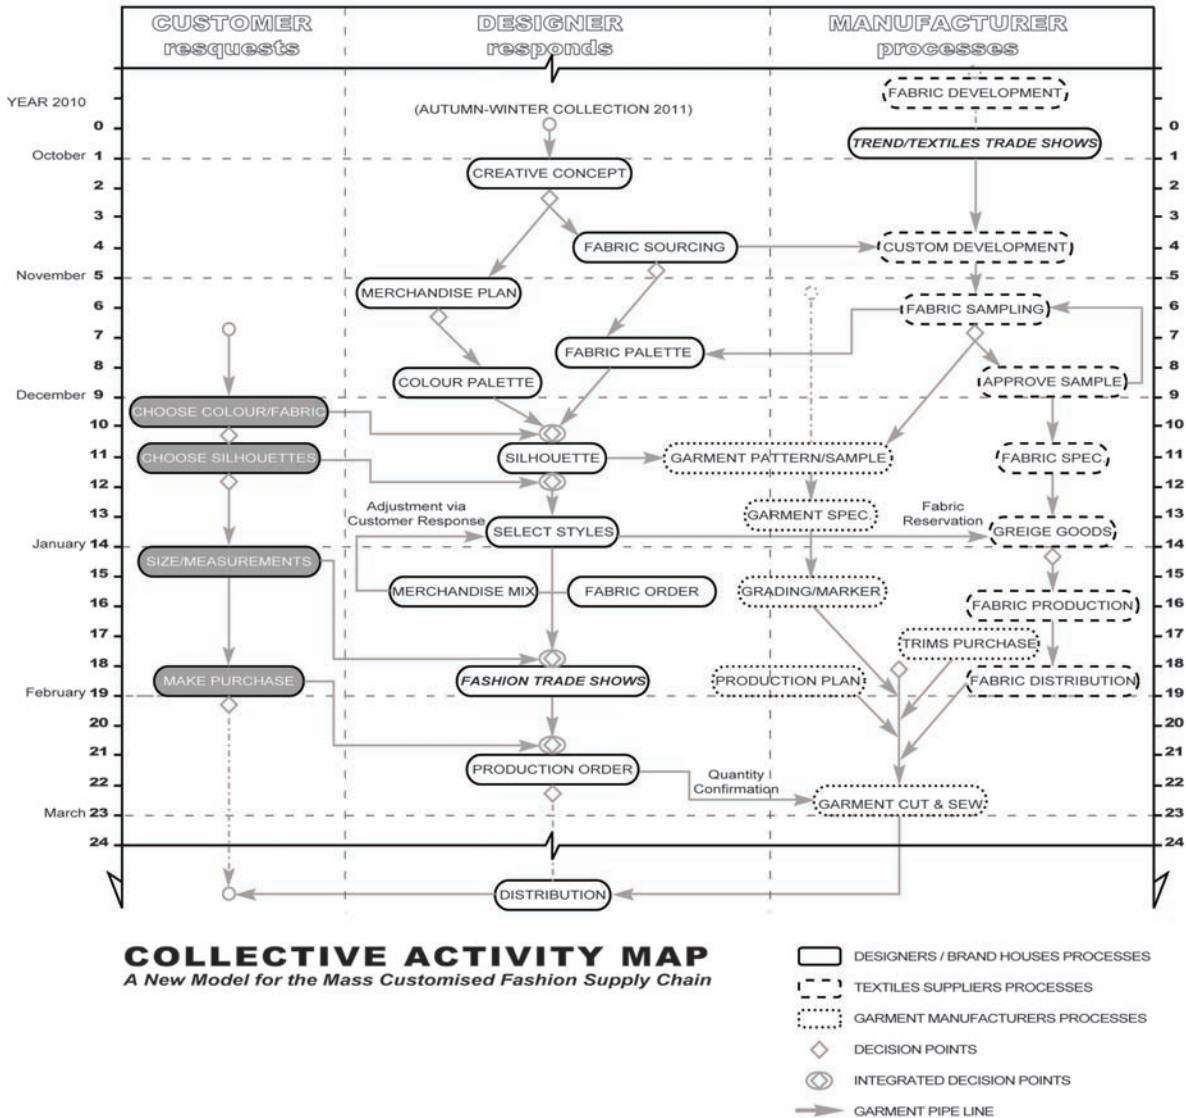 CUSTOMER
resquests
DESIGNER
responds
MANUFACTURER
processes
YEAR 2010
FABRIC DEVELOPMENT
(AUTUMN-WINTER COLLECTION 2011)
0
0
TREND/TEXTILES TRADE SHOWS
October
1
1
CREATIVE CONCEPT
2
2
3
3
4
FABRIC SOURCING
CUSTOM DEVELOPMENT
4
November
5
5
MERCHANDISE PLAN
6
FABRIC SAMPLING
6
7
7
FABRIC PALETTE
8
COLOUR PALETTE
APPROVE SAMPLE
8
December
9
9
CHOOSE COLOUR/FABRIC
10
10
11
CHOOSE SILHOUETTES
SILHOUETTE
GARMENT PATTERN/SAMPLE
FABRIC SPEC.
11
12
12
Adjustment via
Customer Response
Fabric
Reservation
13
GARMENT SPEC.
13
SELECT STYLES
GREIGE GOODS
January
14
14
SIZE/MEASUREMENTS
15
15
MERCHANDISE MIX
FABRIC ORDER
GRADING/MARKER
16
FABRIC PRODUCTION
16
17
TRIMS PURCHASE
17
18
18
MAKE PURCHASE
FASHION TRADE SHOWS
PRODUCTION PLAN
FABRIC DISTRIBUTION
February
19
19
20
20
21
21
PRODUCTION ORDER
Quantity
Confirmation
22
22
GARMENT CUT & SEW
March
23
23
24
24
DISTRIBUTION
COLLECTIVE ACTIVITY MAP
A New Model for the Mass Customised Fashion Supply Chain
DESIGNERS / BRAND HOUSES PROCESSES
TEXTILES SUPPLIERS PROCESSES
GARMENT MANUFACTURERS PROCESSES
DECISION POINTS
INTEGRATED DECISION POINTS
GARMENT PIPE LINE